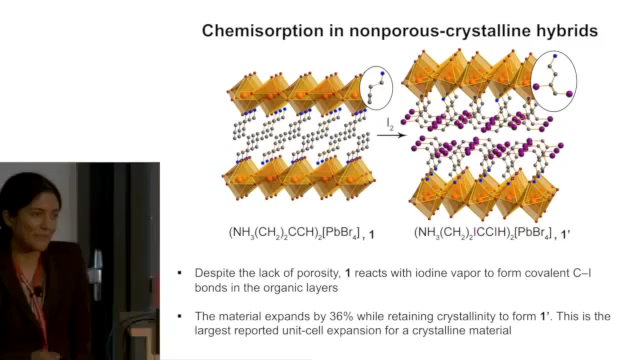 Chemisorption in nonporous-crystalline hybrids
I₂
(NH₃(CH₂)₂CCH)₂[PbBr₄], 1
(NH₃(CH₂)₂ICCIH)₂[PbBr₄], 1’
Despite the lack of porosity, 1 reacts with iodine vapor to form covalent C–I
bonds in the organic layers
The material expands by 36% while retaining crystallinity to form 1’. This is the
largest reported unit-cell expansion for a crystalline material